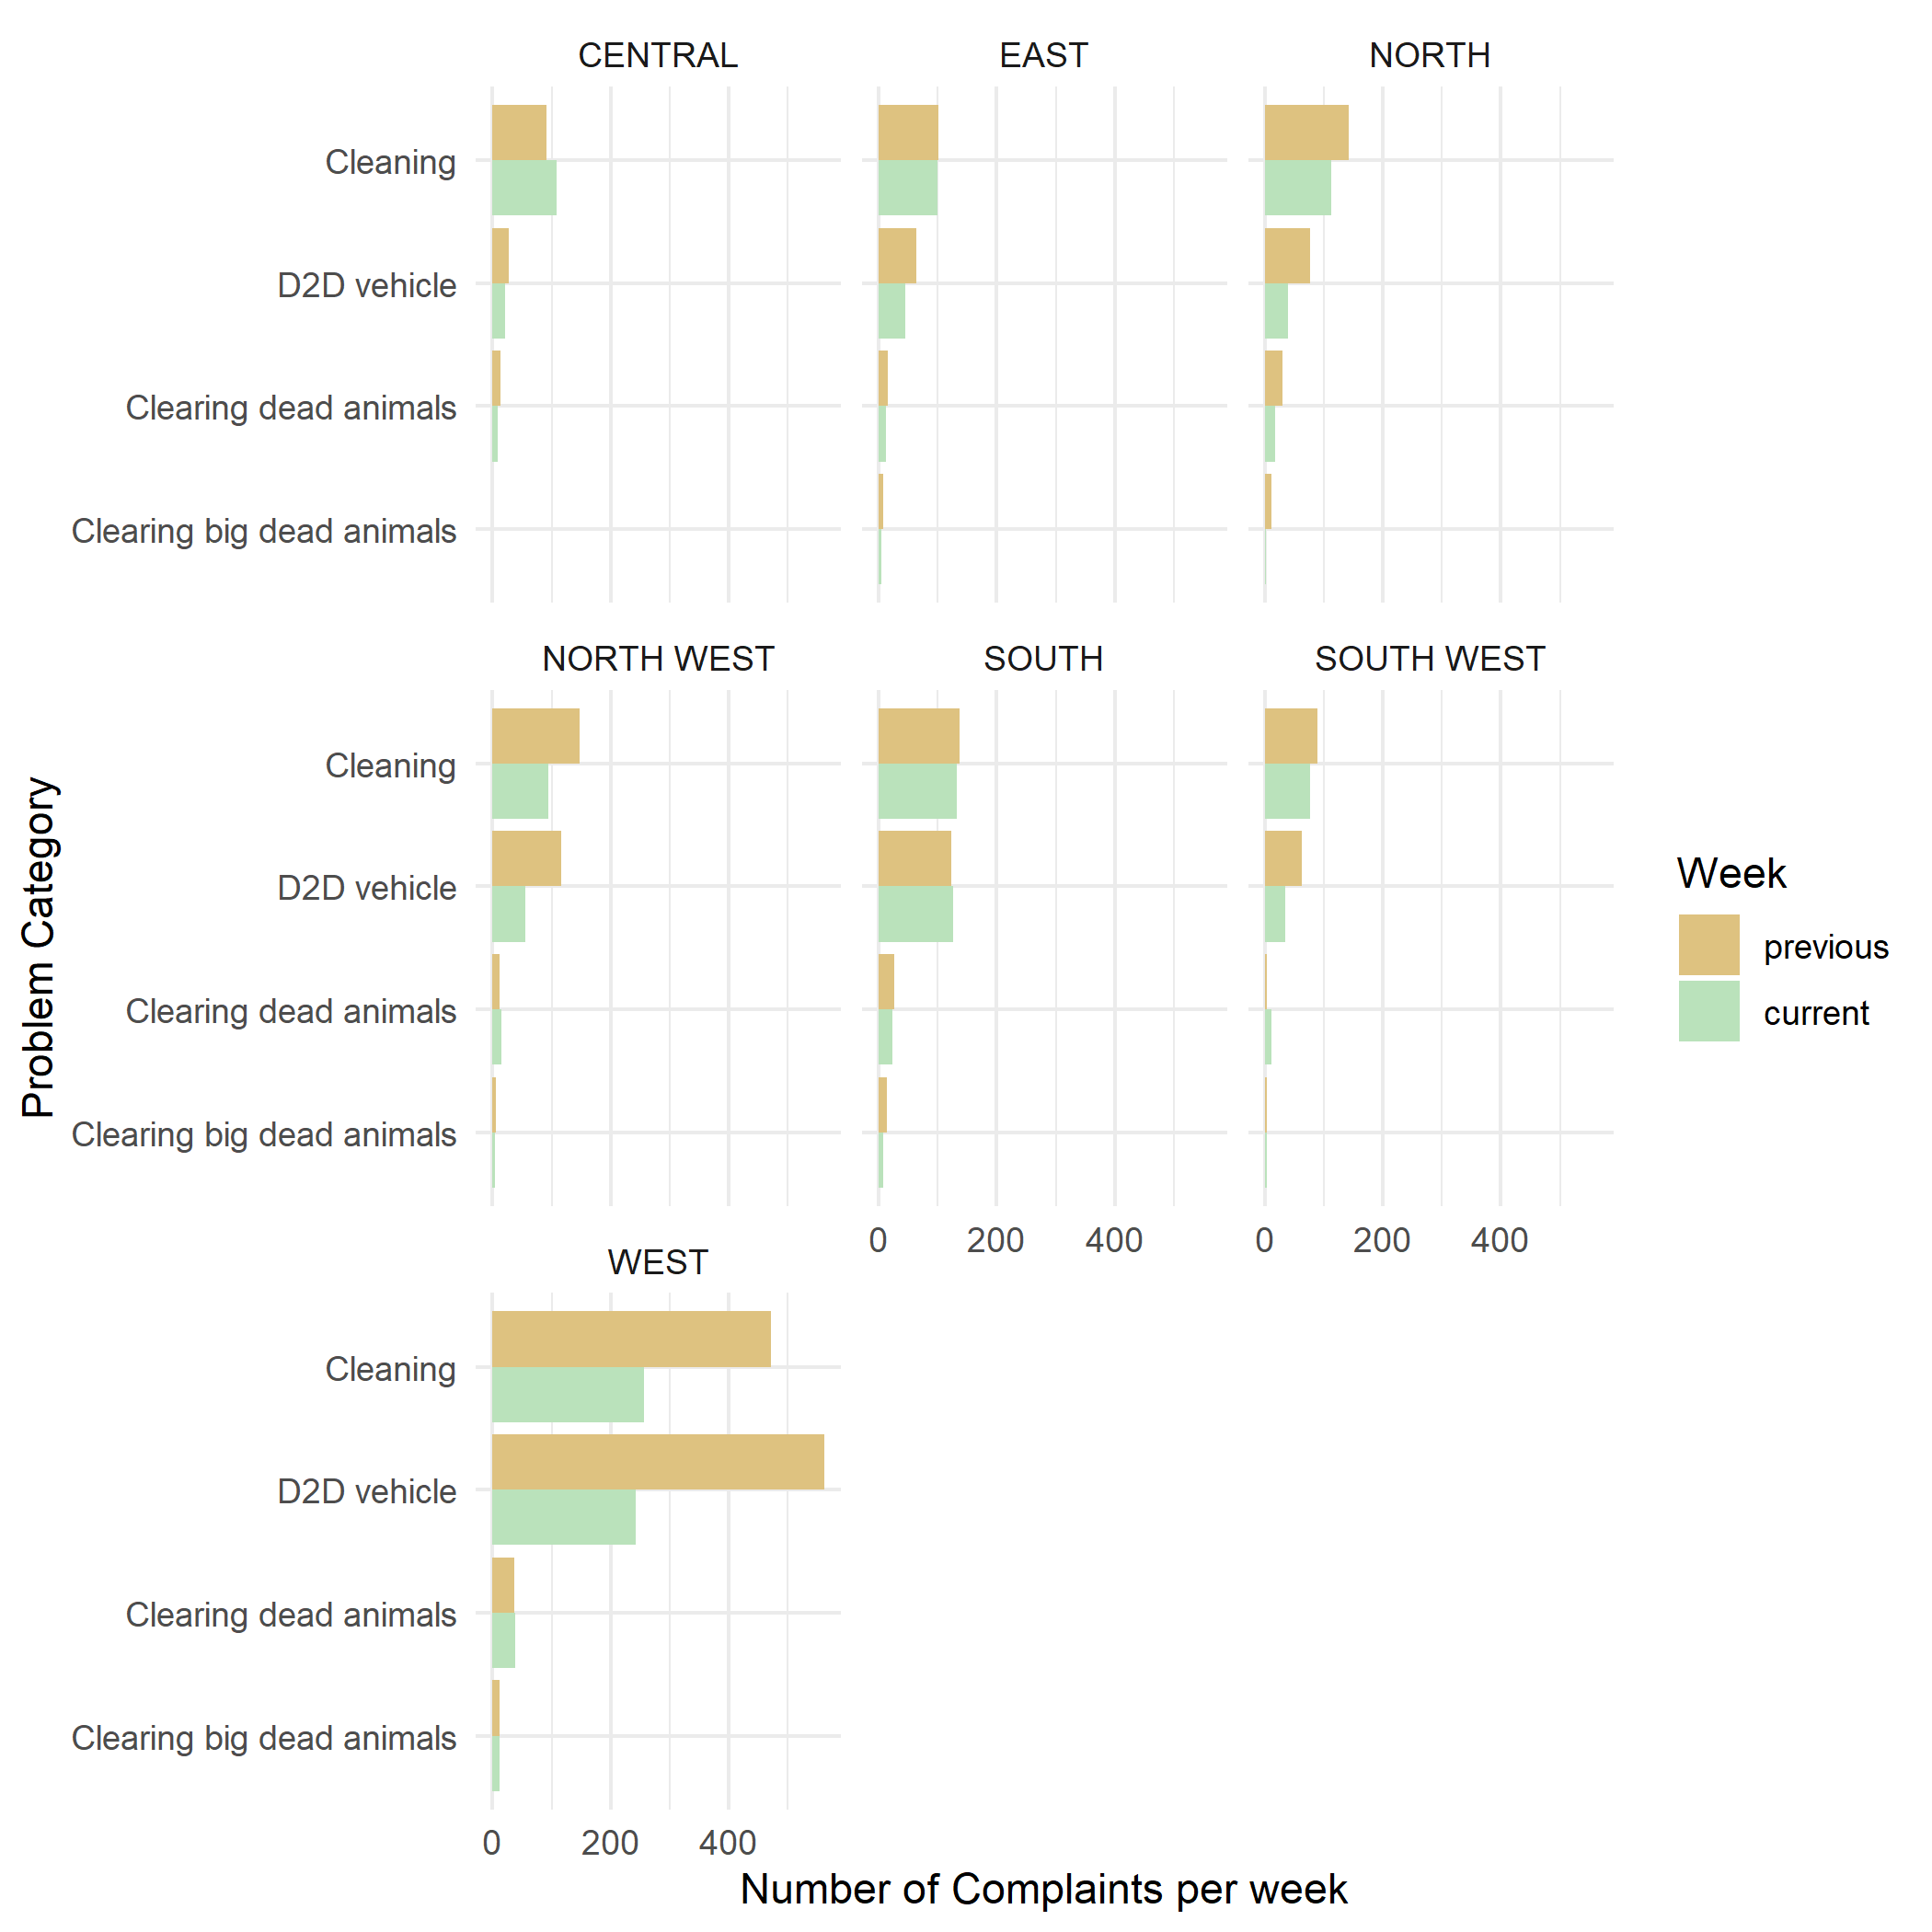 CENTRAL
EAST
NORTH
Cleaning
D2D vehicle
Clearing dead animals
Clearing big dead animals
NORTH WEST
SOUTH
SOUTH WEST
Cleaning
D2D vehicle
Clearing dead animals
Clearing big dead animals
0 200 400
0 200 400
WEST
Cleaning
D2D vehicle
Clearing dead animals
Clearing big dead animals
0 200 400
Number of Complaints per week
Problem Category
Week
previous
current